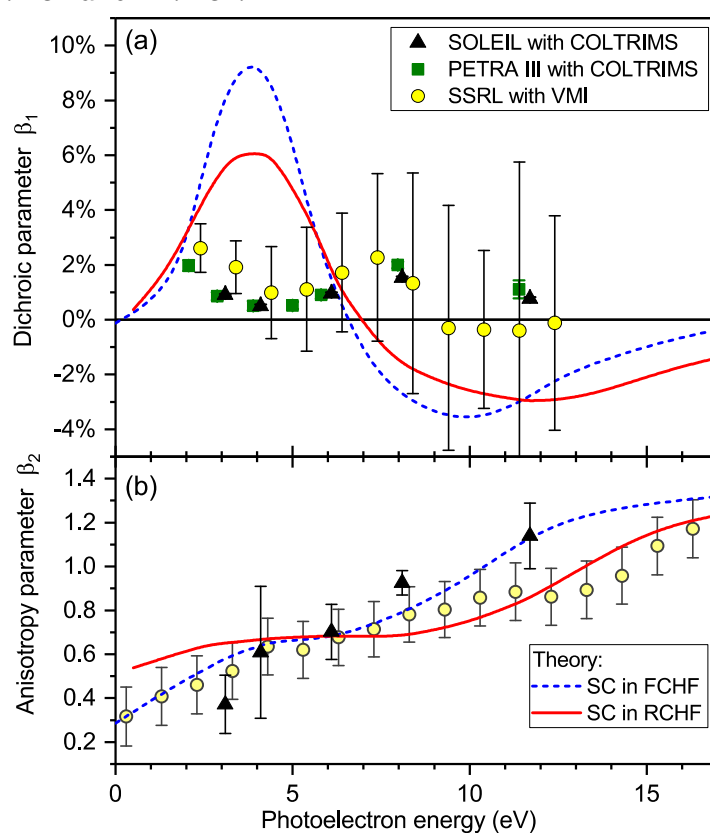 (a)
SOLEIL with COLTRIMS
PETRA III with COLTRIMS
SSRL with VMI
Dichroic parameter β₁
10%
8%
6%
4%
2%
0%
-2%
-4%
(b)
Anisotropy parameter β₂
1.4
1.2
1.0
0.8
0.6
0.4
0.2
Theory:
SC in FCHF
SC in RCHF
0 5 10 15
Photoelectron energy (eV)